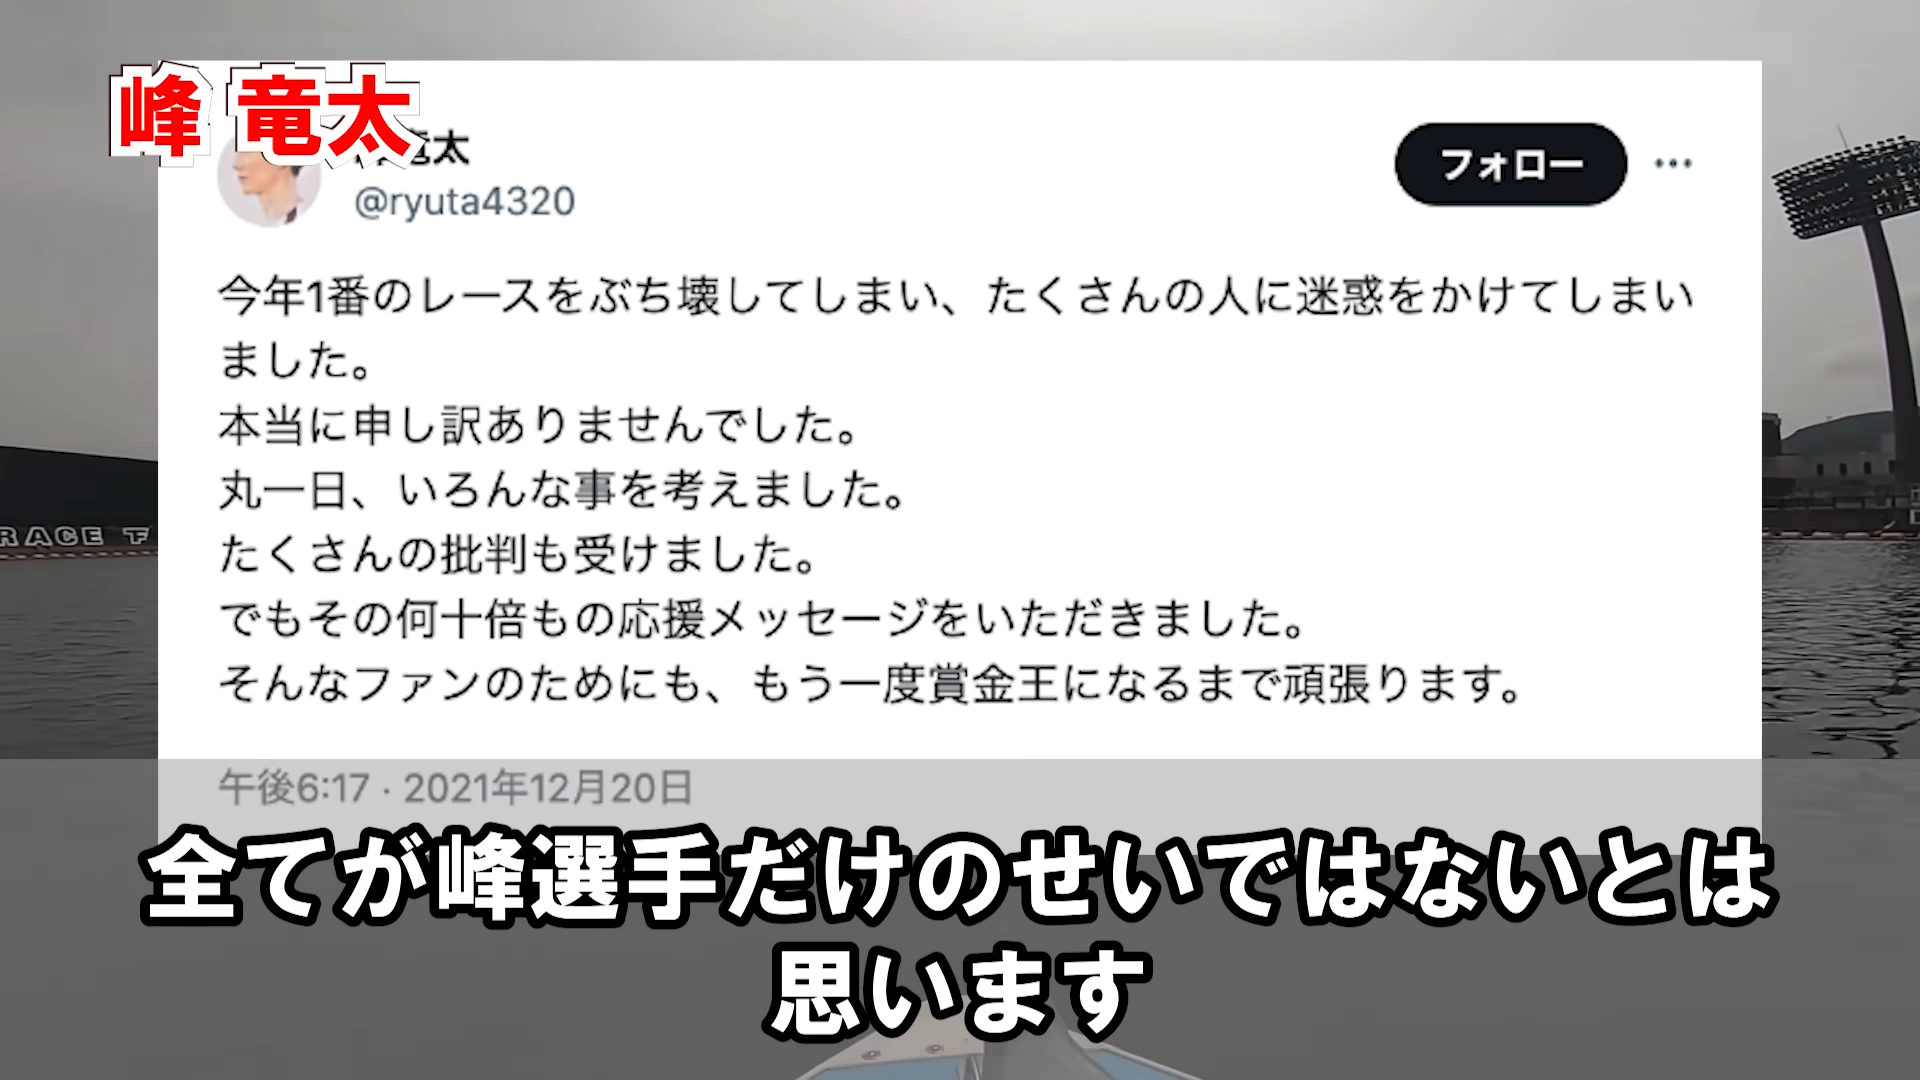 峰 竜太
竜太
@ryuta4320
フォロー
今年1番のレースをぶち壊してしまい、たくさんの人に迷惑をかけてしまい
ました。
本当に申し訳ありませんでした。
丸一日、いろんな事を考えました。
たくさんの批判も受けました。
でもその何十倍もの応援メッセージをいただきました。
そんなファンのためにも、もう一度賞金王になるまで頑張ります。
RACE
午後6:17 · 2021年12月20日
全てが峰選手だけのせいではないとは
思います